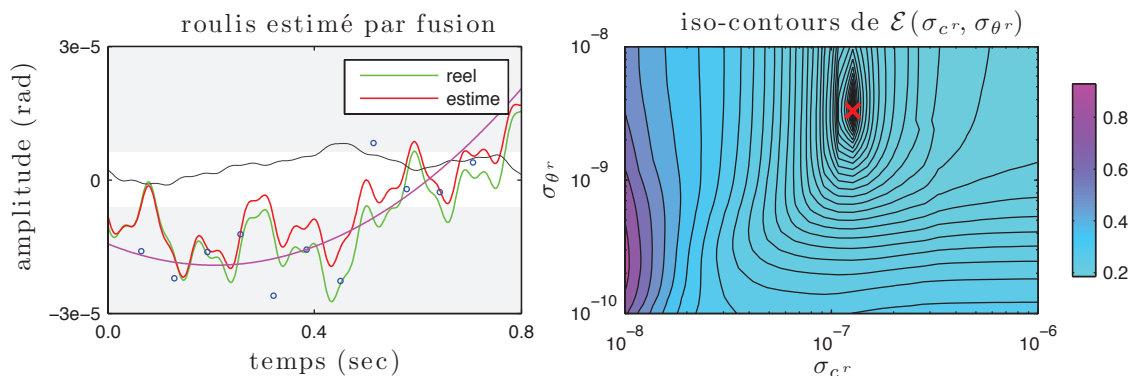 roulis estimé par fusion
3e-5
0
−3e-5
amplitude (rad)
reel
estime
0.0
0.4
0.8
temps (sec)
iso-contours de ℰ(σ_{c^r}, σ_{θ^r})
10^{−8}
10^{−9}
10^{−10}
σ_{θ^r}
10^{−8}
10^{−7}
10^{−6}
σ_{c^r}
0.8
0.6
0.4
0.2